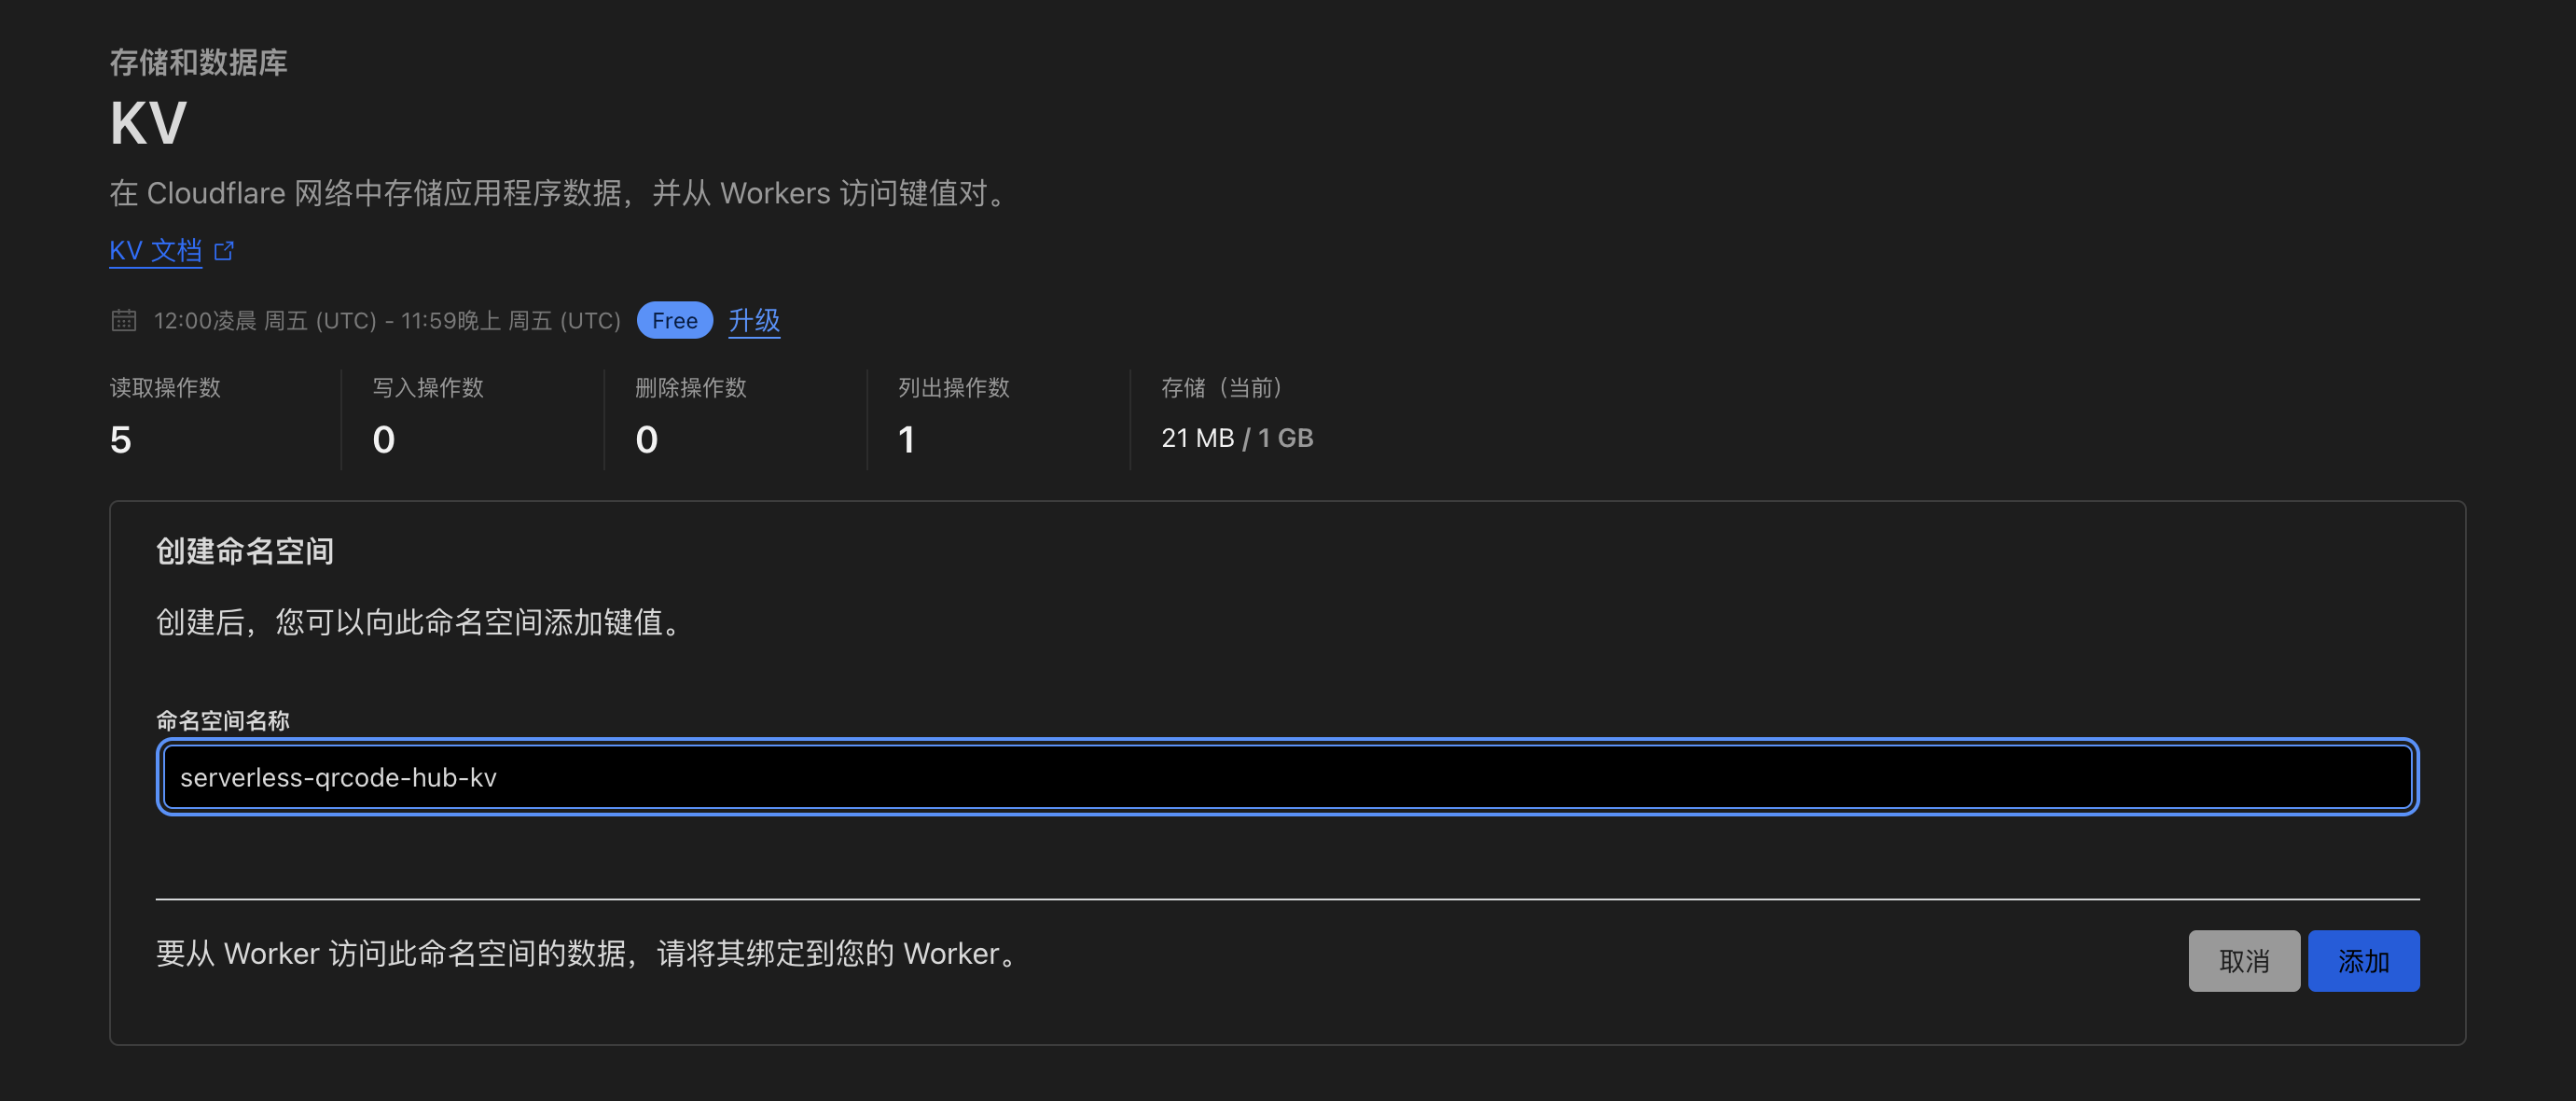 存储和数据库
KV
在 Cloudflare 网络中存储应用程序数据，并从 Workers 访问键值对。
KV 文档
12:00凌晨 周五 (UTC) - 11:59晚上 周五 (UTC) Free 升级
读取操作数 写入操作数 删除操作数 列出操作数 存储（当前）
5 0 0 1 21 MB / 1 GB
创建命名空间
创建后，您可以向此命名空间添加键值。
命名空间名称
serverless-qrcode-hub-kv
要从 Worker 访问此命名空间的数据，请将其绑定到您的 Worker。
取消 添加